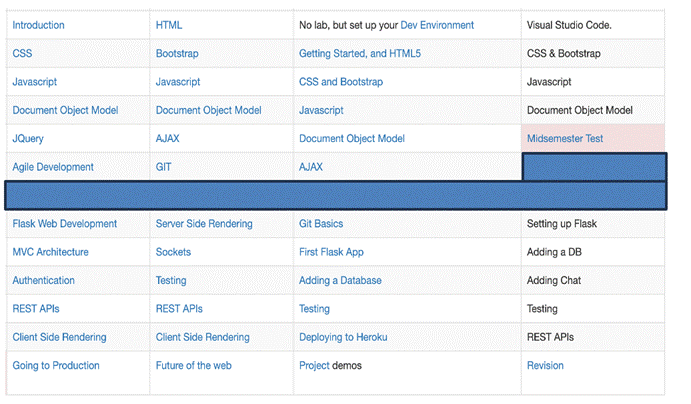 Introduction HTML No lab, but set up your Dev Environment Visual Studio Code.
CSS Bootstrap Getting Started, and HTML5 CSS & Bootstrap
Javascript Javascript CSS and Bootstrap Javascript
Document Object Model Document Object Model Javascript Document Object Model
JQuery AJAX Document Object Model Midsemester Test
Agile Development GIT AJAX
Flask Web Development Server Side Rendering Git Basics Setting up Flask
MVC Architecture Sockets First Flask App Adding a DB
Authentication Testing Adding a Database Adding Chat
REST APIs REST APIs Testing Testing
Client Side Rendering Client Side Rendering Deploying to Heroku REST APIs
Going to Production Future of the web Project demos Revision